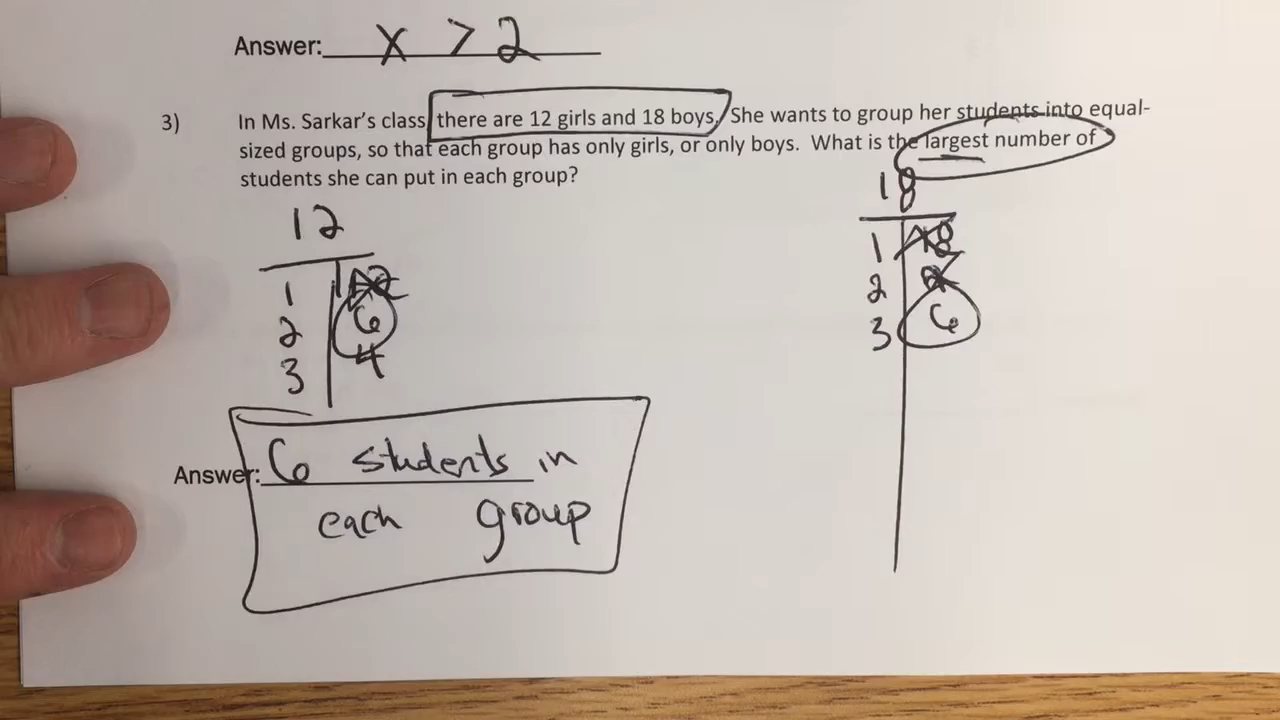 Answer: x > 2
3) In Ms. Sarkar's class there are 12 girls and 18 boys. She wants to group her students into equal-
sized groups, so that each group has only girls, or only boys. What is the largest number of
students she can put in each group?
12
1 12
2 6
3 4
18
1 18
2 9
3 6
Answer: 6 students in
each group